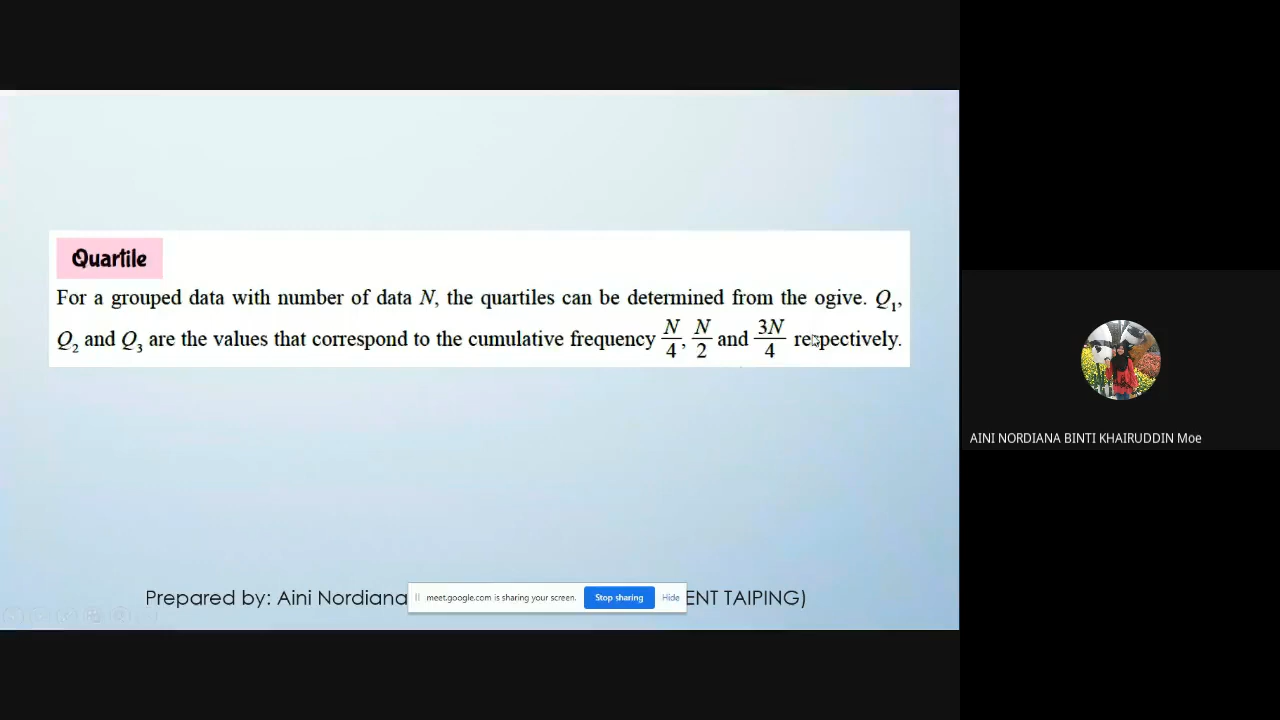 Quartile
For a grouped data with number of data N, the quartiles can be determined from the ogive. Q₁,
Q₂ and Q₃ are the values that correspond to the cumulative frequency N/4, N/2 and 3N/4 respectively.
AINI NORDIANA BINTI KHAIRUDDIN Moe
Prepared by: Aini Nordiana ENT TAIPING)
meet.google.com is sharing your screen. Stop sharing Hide